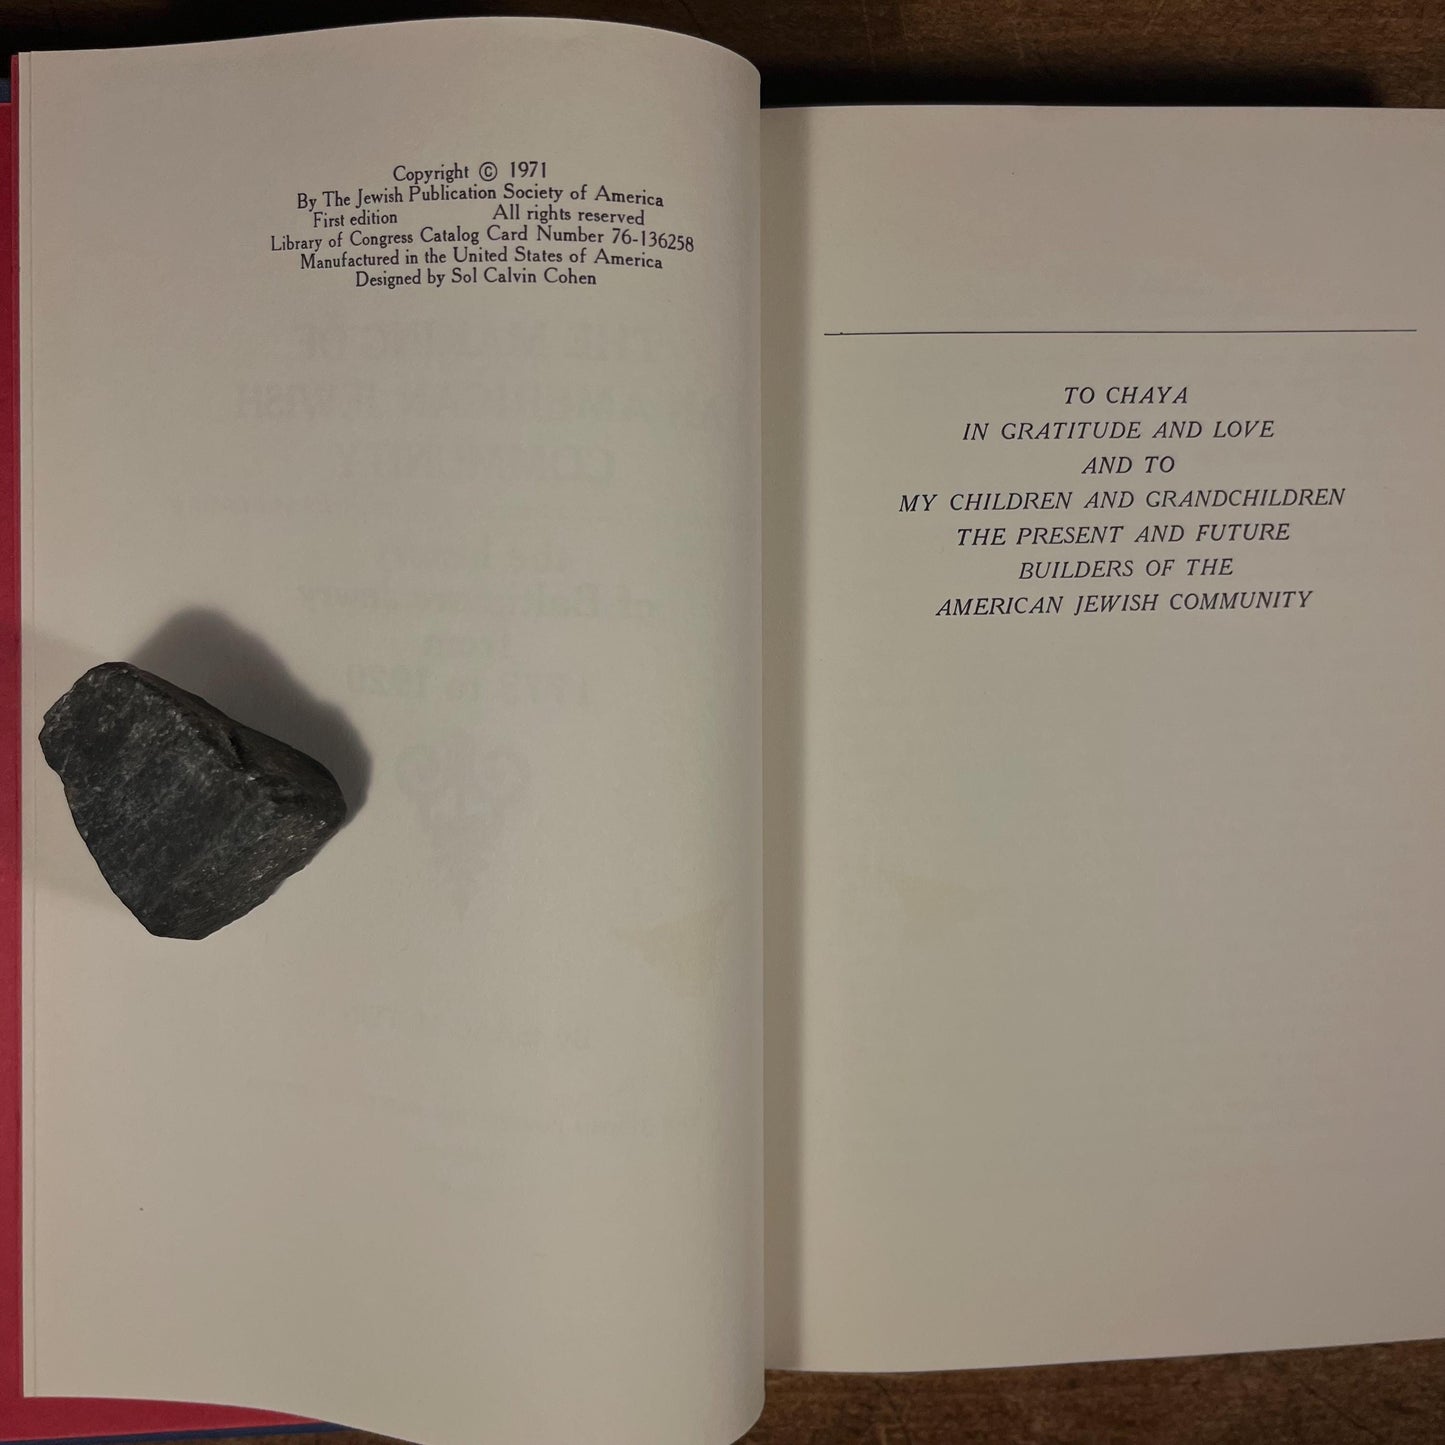 Copyright © 1971
By The Jewish Publication Society of America
First edition All rights reserved
Library of Congress Catalog Card Number 76-136258
Manufactured in the United States of America
Designed by Sol Calvin Cohen
TO CHAYA
IN GRATITUDE AND LOVE
AND TO
MY CHILDREN AND GRANDCHILDREN
THE PRESENT AND FUTURE
BUILDERS OF THE
AMERICAN JEWISH COMMUNITY